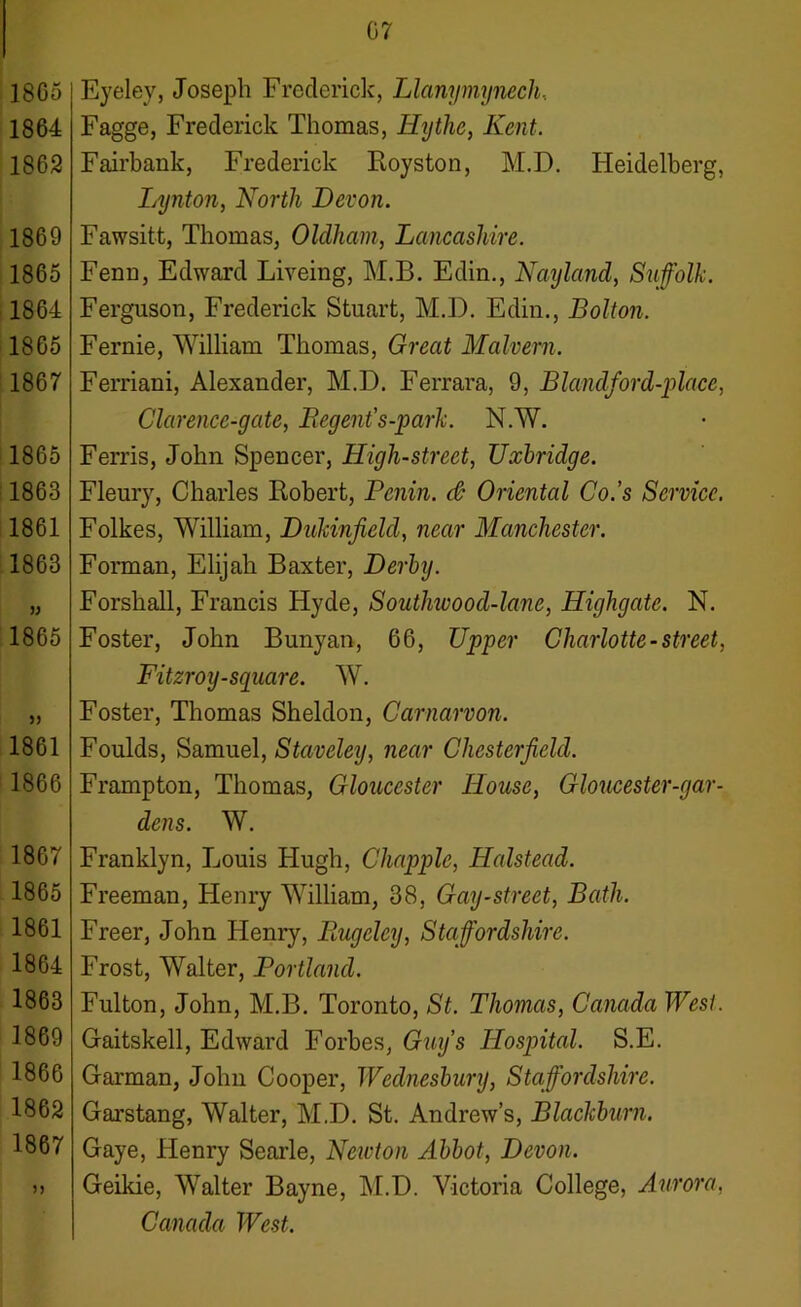 67
1865 Eyeley, Joseph Frederick, Llanymynech.
1864 Fagge, Frederick Thomas, Hythe, Kent.
1862 Fairbank, Frederick Royston, M.D. Heidelberg,
Lynton, North Devon.
1869 Fawsitt, Thomas, Oldham, Lancashire.
1865 Fenn, Edward Liveing, M.B. Edin., Nayland, Suffolk.
1864 Ferguson, Frederick Stuart, M.D. Edin., Bolton.
1865 Fernie, William Thomas, Great Malvern.
1867 Ferriani, Alexander, M.D. Ferrara, 9, Blandford-place,
Clarence-gate, Regent's-park. N.W.
1865 Ferris, John Spencer, High-street, Uxbridge.
1863 Fleury, Charles Robert, Penin. & Oriental Co.'s Service.
1861 Folkes, William, Dukinfield, near Manchester.
1863 Forman, Elijah Baxter, Derby.
„ Forshall, Francis Hyde, Southwood-lane, Highgate. N.
1865 Foster, John Bunyan, 66, Upper Charlotte-street,
Fitzroy-square. W.
„ Foster, Thomas Sheldon, Carnarvon.
1861 Foulds, Samuel, Staveley, near Chesterfield.
1866 Frampton, Thomas, Gloucester House, Gloucester-gar-
dens. W.
1867 Franklyn, Louis Hugh, Chapple, Halstead.
1865 Freeman, Henry William, 38, Gay-street, Bath.
1861 Freer, John Henry, Rugeley, Staffordshire.
1864 Frost, Walter, Portland.
1863 Fulton, John, M.B. Toronto, St. Thomas, Canada West.
1869 Gaitskell, Edward Forbes, Guy's Hospital. S.E.
1866 Garman, John Cooper, Wednesbury, Staffordshire.
1862 Garstang, Walter, M.D. St. Andrew's, Blackburn.
1867 Gaye, Henry Searle, Newton Abbot, Devon.
„ Geikie, Walter Bayne, M.D. Victoria College, Aurora,
Canada West.